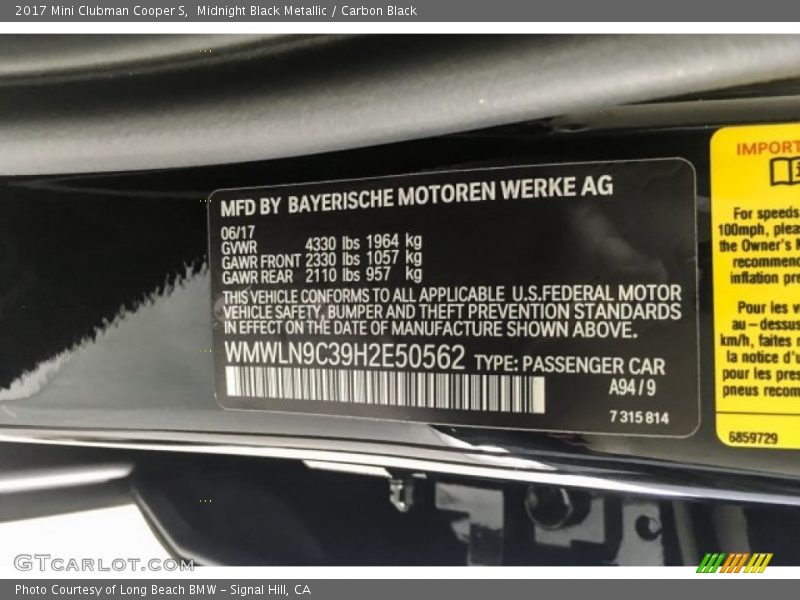 2017 Mini Clubman Cooper S,  Midnight Black Metallic / Carbon Black
MFD BY BAYERISCHE MOTOREN WERKE AG
06/17
GVWR 4330 lbs 1964 kg
GAWR FRONT 2330 lbs 1057 kg
GAWR REAR 2110 lbs 957 kg
THIS VEHICLE CONFORMS TO ALL APPLICABLE U.S.FEDERAL MOTOR
VEHICLE SAFETY, BUMPER AND THEFT PREVENTION STANDARDS
IN EFFECT ON THE DATE OF MANUFACTURE SHOWN ABOVE.
WMWLN9C39H2E50562 TYPE: PASSENGER CAR
A94/9
7 315 814
IMPORT
For speeds
100mph, plea
the Owner's
recommend
inflation pre
Pour les v
au-dessus
km/h, faites
la notice d'u
pour les pres
pneus recom
6859729
GTCARLOT.COM
Photo Courtesy of Long Beach BMW - Signal Hill, CA